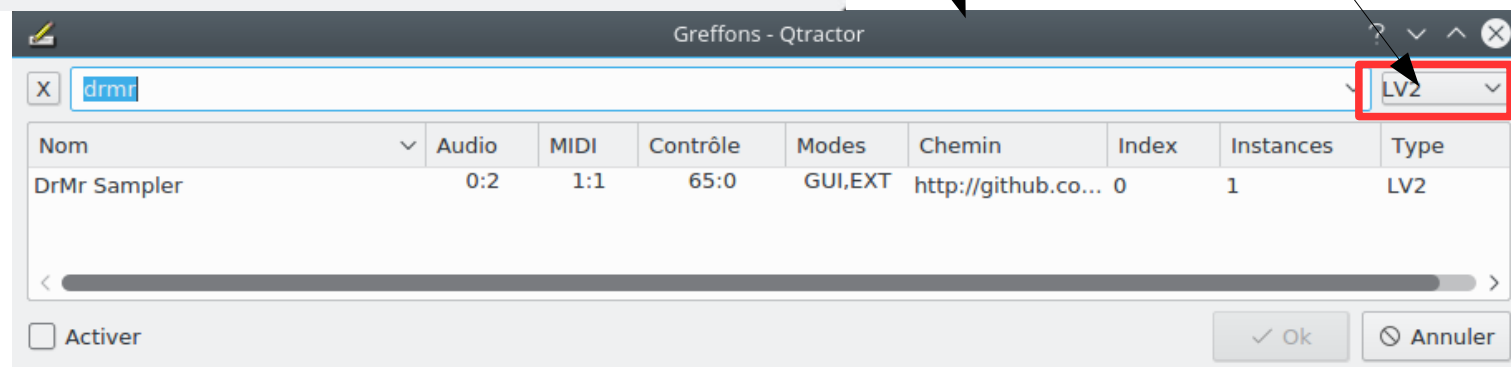 Greffons - Qtractor ?
X drmr LV2
Nom Audio MIDI Contrôle Modes Chemin Index Instances Type
DrMr Sampler 0:2 1:1 65:0 GUI,EXT http://github.co... 0 1 LV2
Activer Ok Annuler